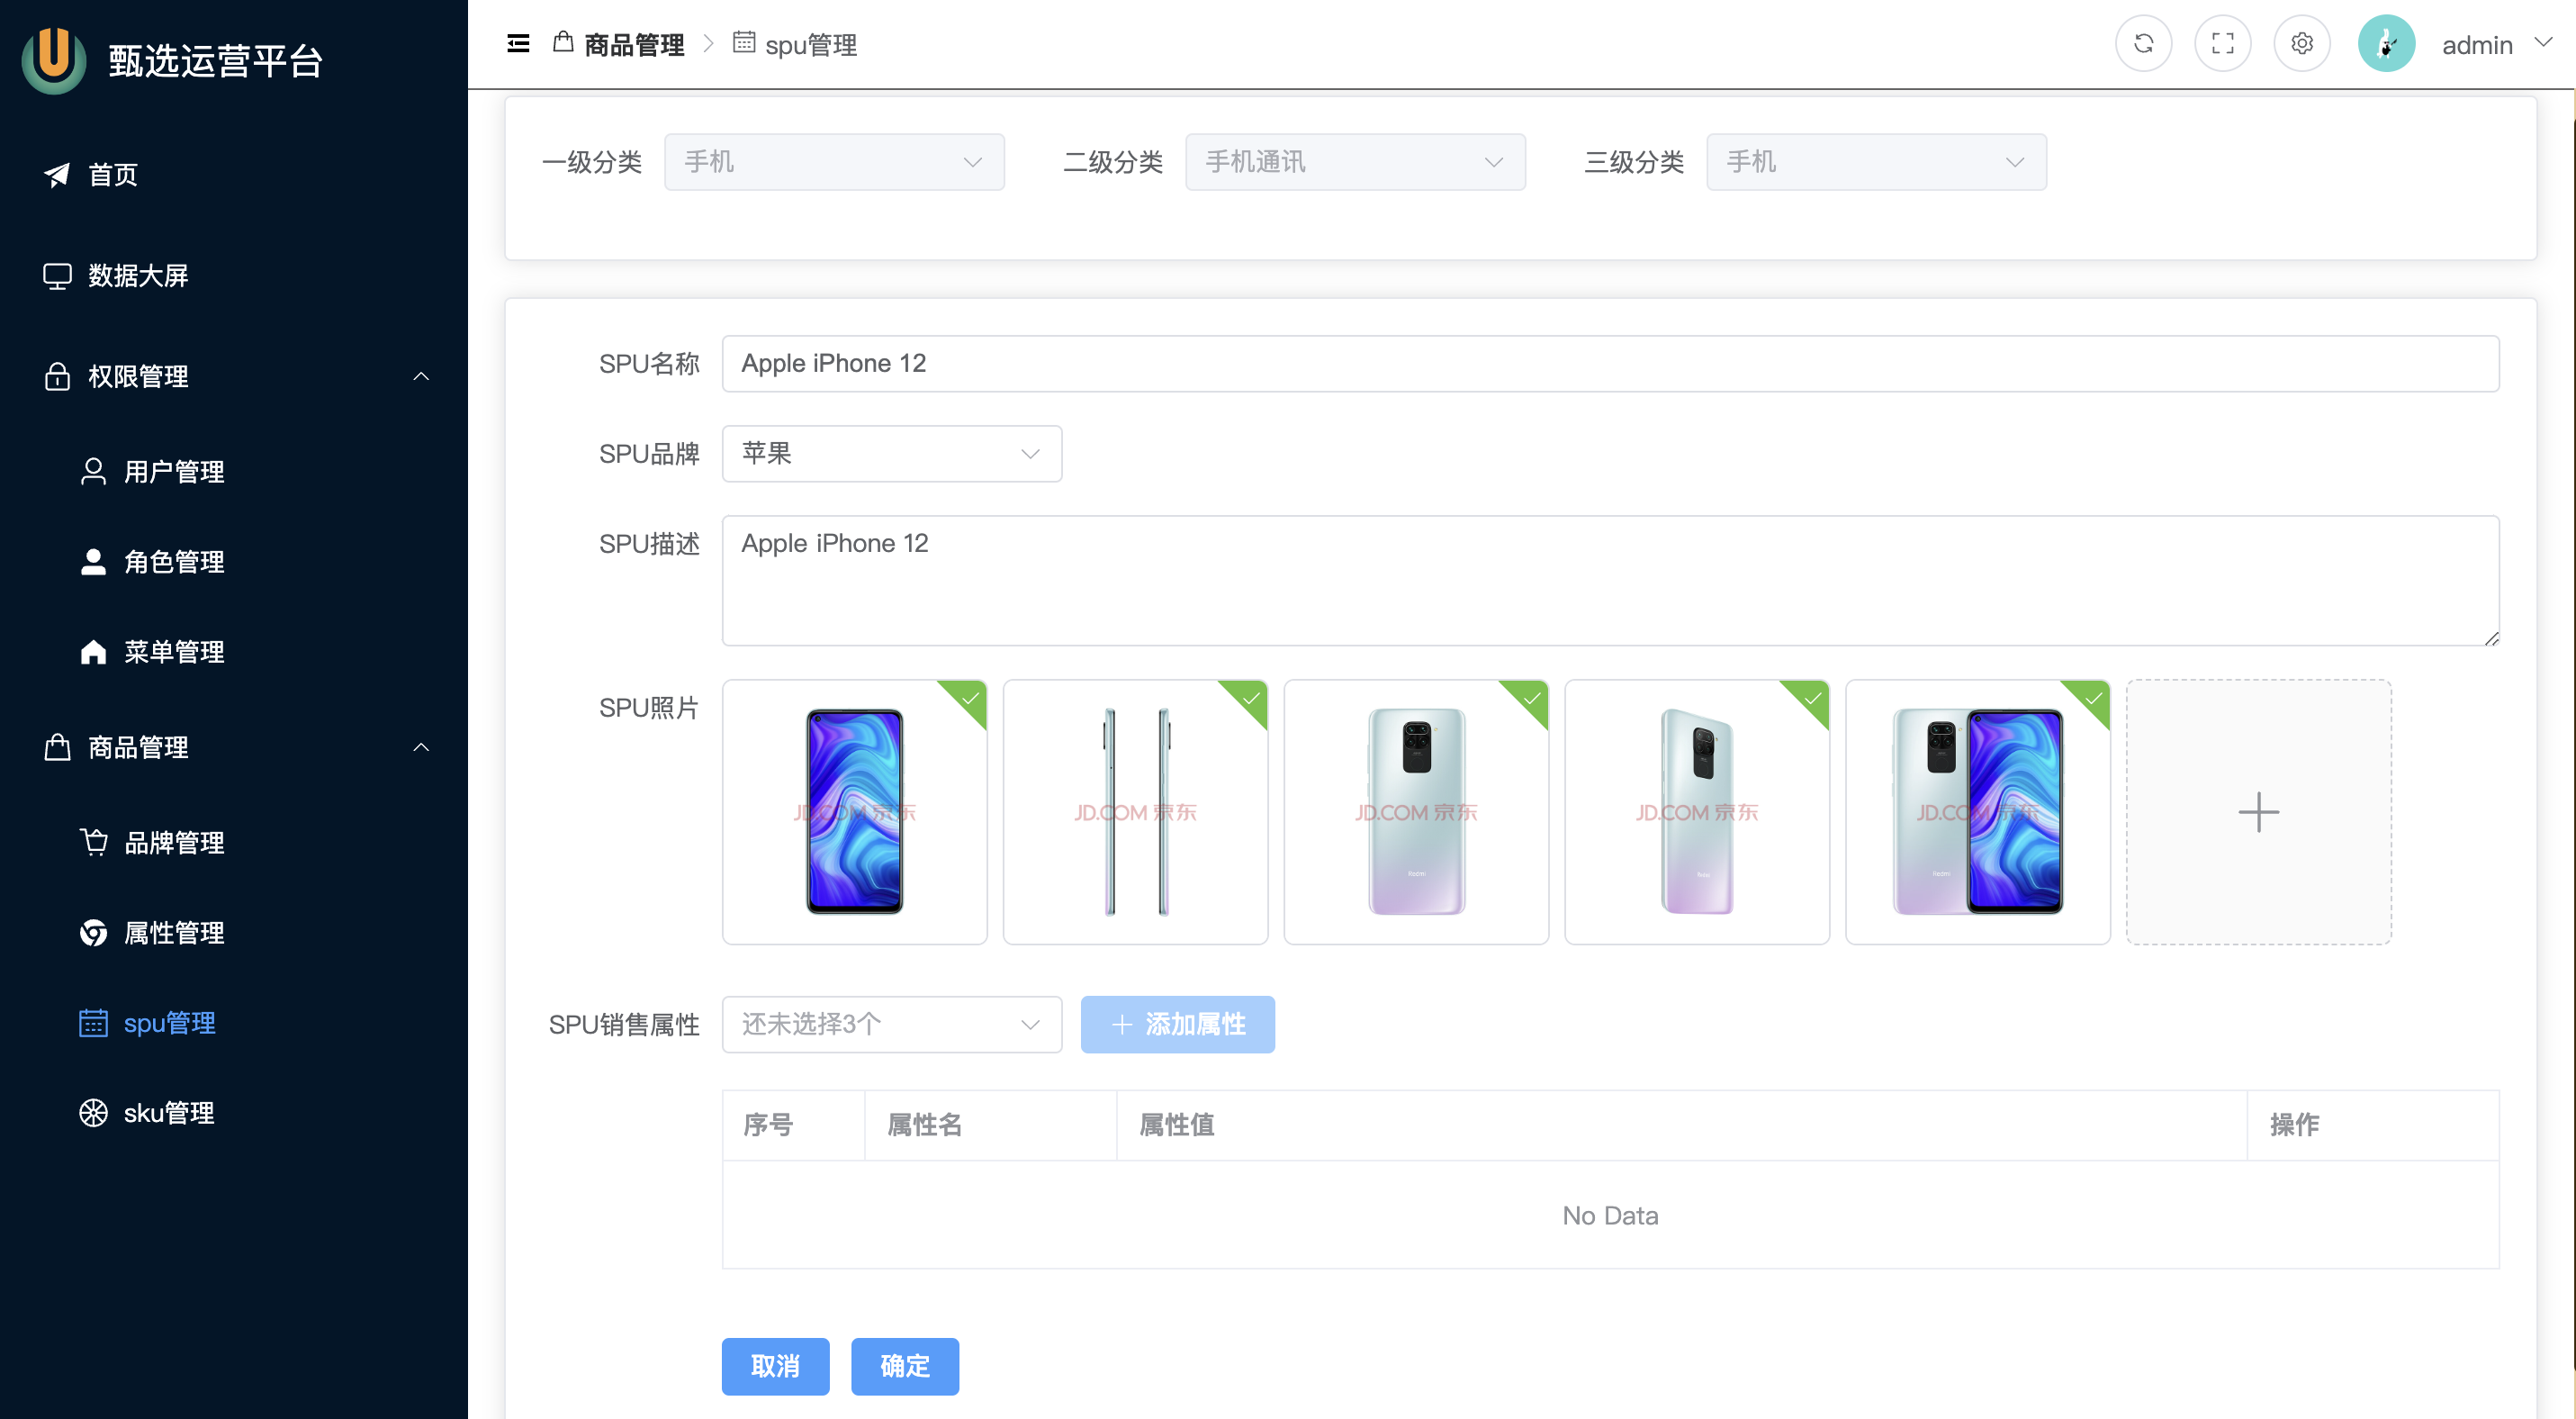 甄选运营平台
首页
数据大屏
权限管理
用户管理
角色管理
菜单管理
商品管理
品牌管理
属性管理
spu管理
sku管理
商品管理 spu管理
admin
一级分类 手机 二级分类 手机通讯 三级分类 手机
SPU名称 Apple iPhone 12
SPU品牌 苹果
SPU描述 Apple iPhone 12
SPU照片
JD.COM 京东 JD.COM 京东 JD.COM 京东 JD.COM 京东 JD.COM 京东
Redmi Redmi Redmi
SPU销售属性 还未选择3个 添加属性
序号 属性名 属性值 操作
No Data
取消 确定